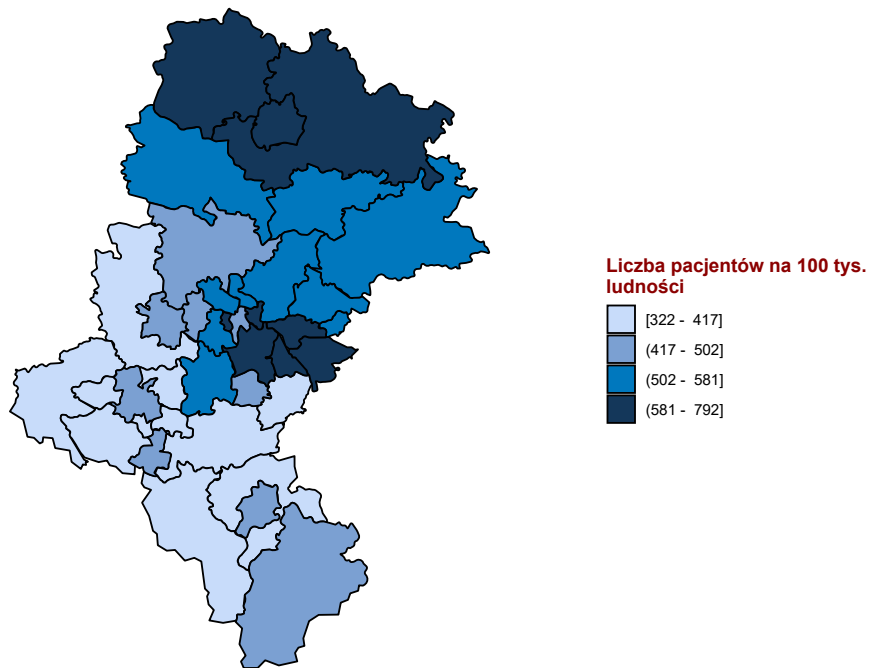 Liczba pacjentów na 100 tys.
ludności
[322 - 417]
(417 - 502]
(502 - 581]
(581 - 792]